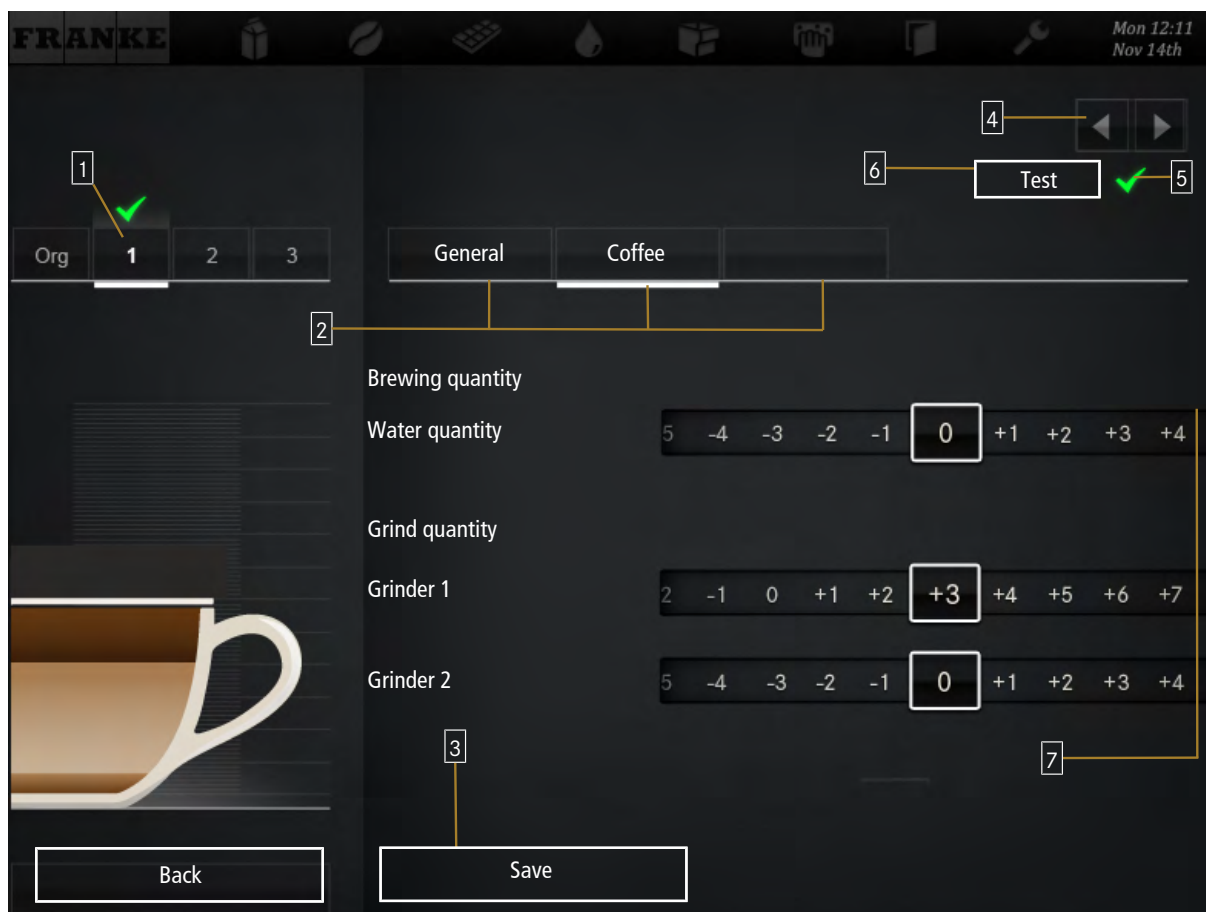 FRANKE
Mon 12:11
Nov 14th
4
1
6
Test
5
Org 1 2 3
General Coffee
2
Brewing quantity
Water quantity 5 -4 -3 -2 -1 0 +1 +2 +3 +4
Grind quantity
Grinder 1 2 -1 0 +1 +2 +3 +4 +5 +6 +7
Grinder 2 5 -4 -3 -2 -1 0 +1 +2 +3 +4
3
7
Back Save